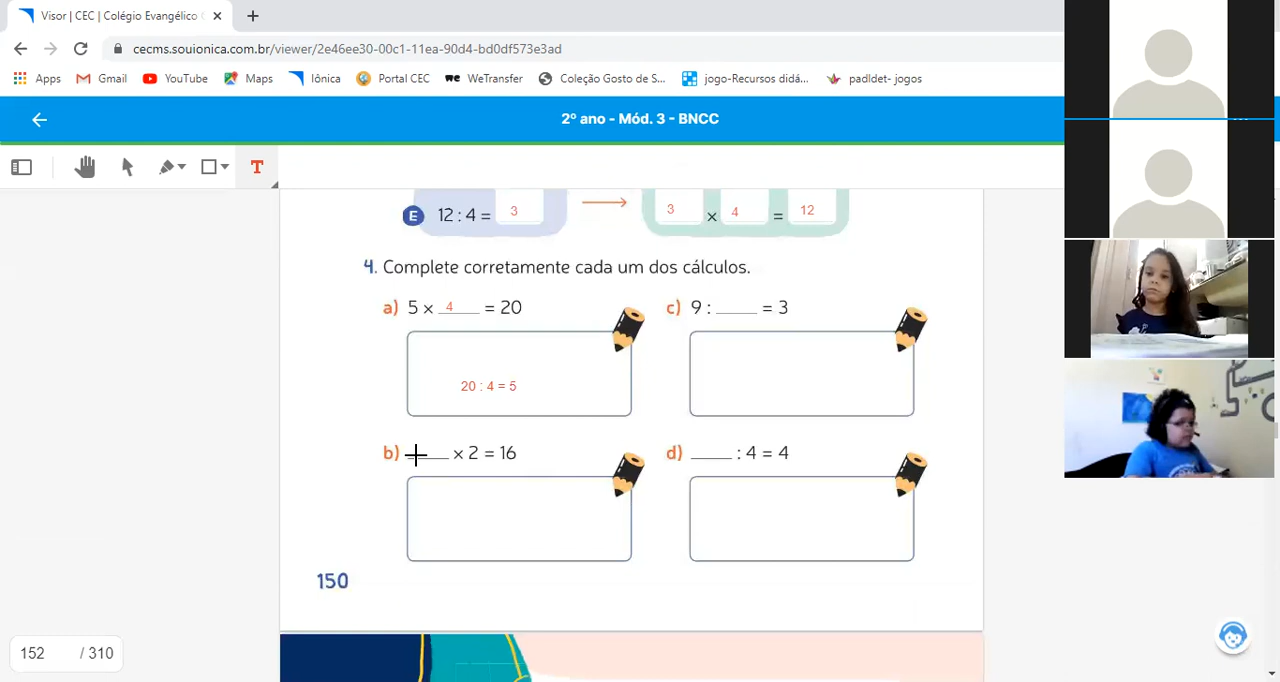 Visor | CEC | Colégio Evangélico
cecms.souionica.com.br/viewer/2e46ee30-00c1-11ea-90d4-bd0df573e3ad
Apps Gmail YouTube Maps Iônica Portal CEC WeTransfer Coleção Gosto de S... jogo-Recursos didá... padldet- jogos
2º ano - Mód. 3 - BNCC
T
E 12 : 4 = 3 3 × 4 = 12
4. Complete corretamente cada um dos cálculos.
a) 5 × 4 = 20
c) 9 : ____ = 3
20 : 4 = 5
b) ____ × 2 = 16
d) ____ : 4 = 4
150
152 / 310